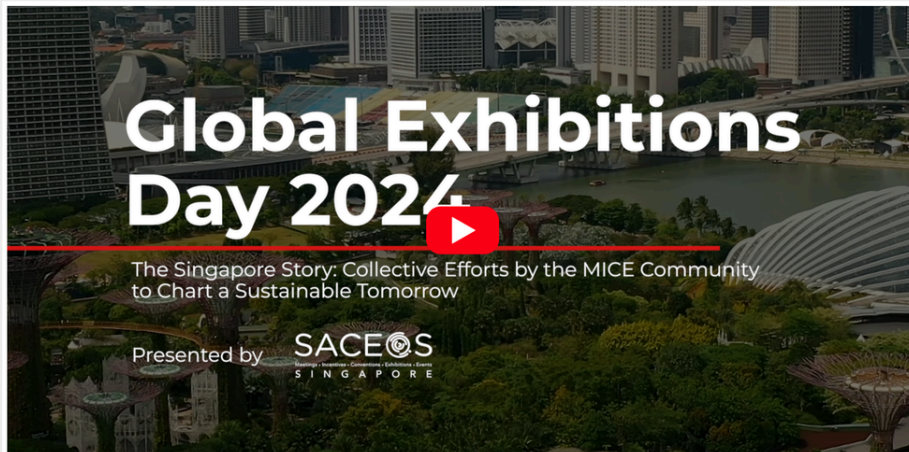 Global Exhibitions
Day 2024
The Singapore Story: Collective Efforts by the MICE Community
to Chart a Sustainable Tomorrow
Presented by
SACEOS
Meetings • Incentives • Conventions • Exhibitions • Events
SINGAPORE